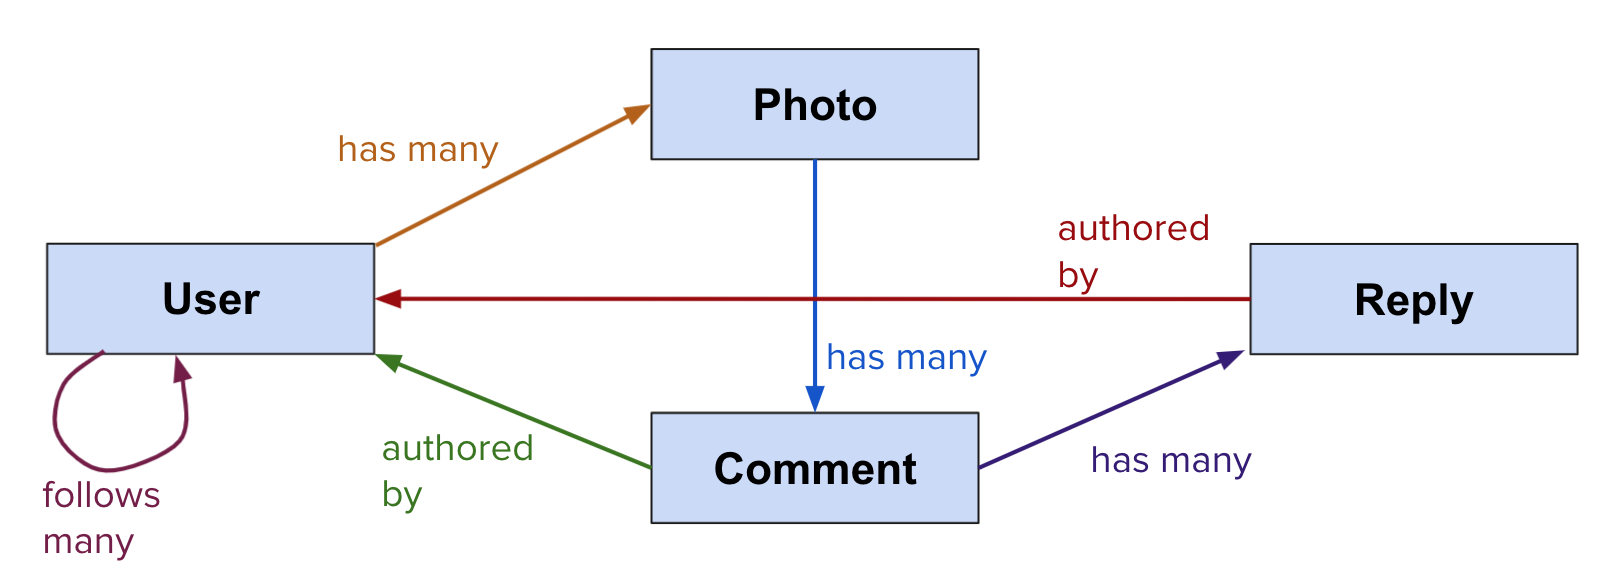 Photo
has many
authored
by
User
Reply
has many
authored
by
Comment
has many
follows
many